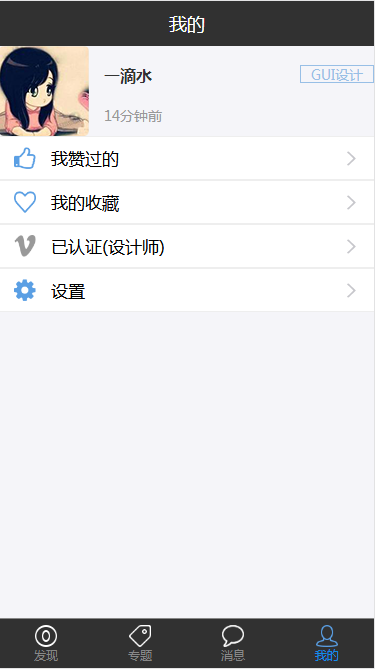 我的
一滴水
GUI设计
14分钟前
我赞过的
我的收藏
已认证(设计师)
设置
发现
专题
消息
我的